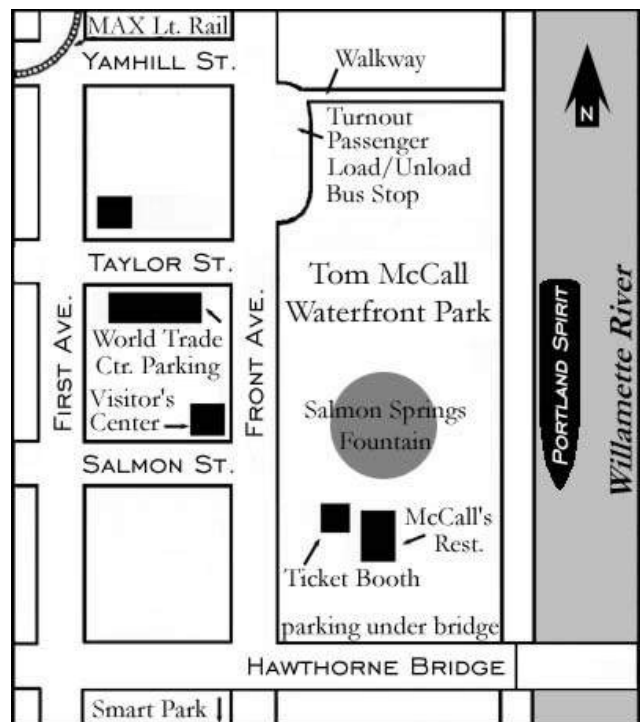 MAX Lt. Rail
YAMHILL ST.
Walkway
N
Turnout
Passenger
Load/Unload
Bus Stop
TAYLOR ST.
Tom McCall
Waterfront Park
World Trade
Ctr. Parking
Visitor's
Center
FIRST AVE.
FRONT AVE.
PORTLAND SPIRIT
Willamette River
Salmon Springs
Fountain
SALMON ST.
McCall's
Rest.
Ticket Booth
parking under bridge
HAWTHORNE BRIDGE
Smart Park